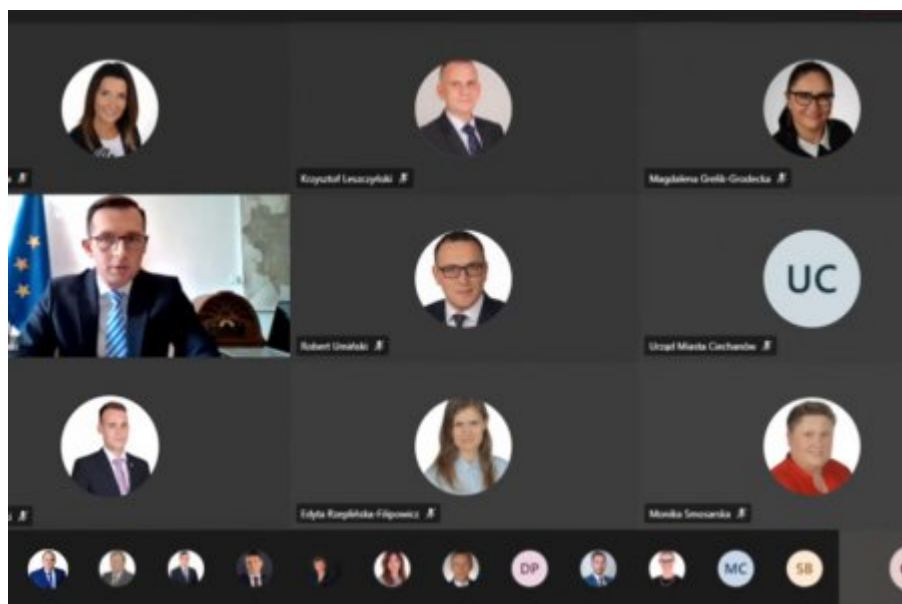 Krzysztof Leszczyński
Magdalena Grelik-Grodecka
Robert Umiński
UC
Urząd Miasta Ciechanów
Edyta Rzeplińska-Filipowicz
Monika Smosarska
DP
MC
SB